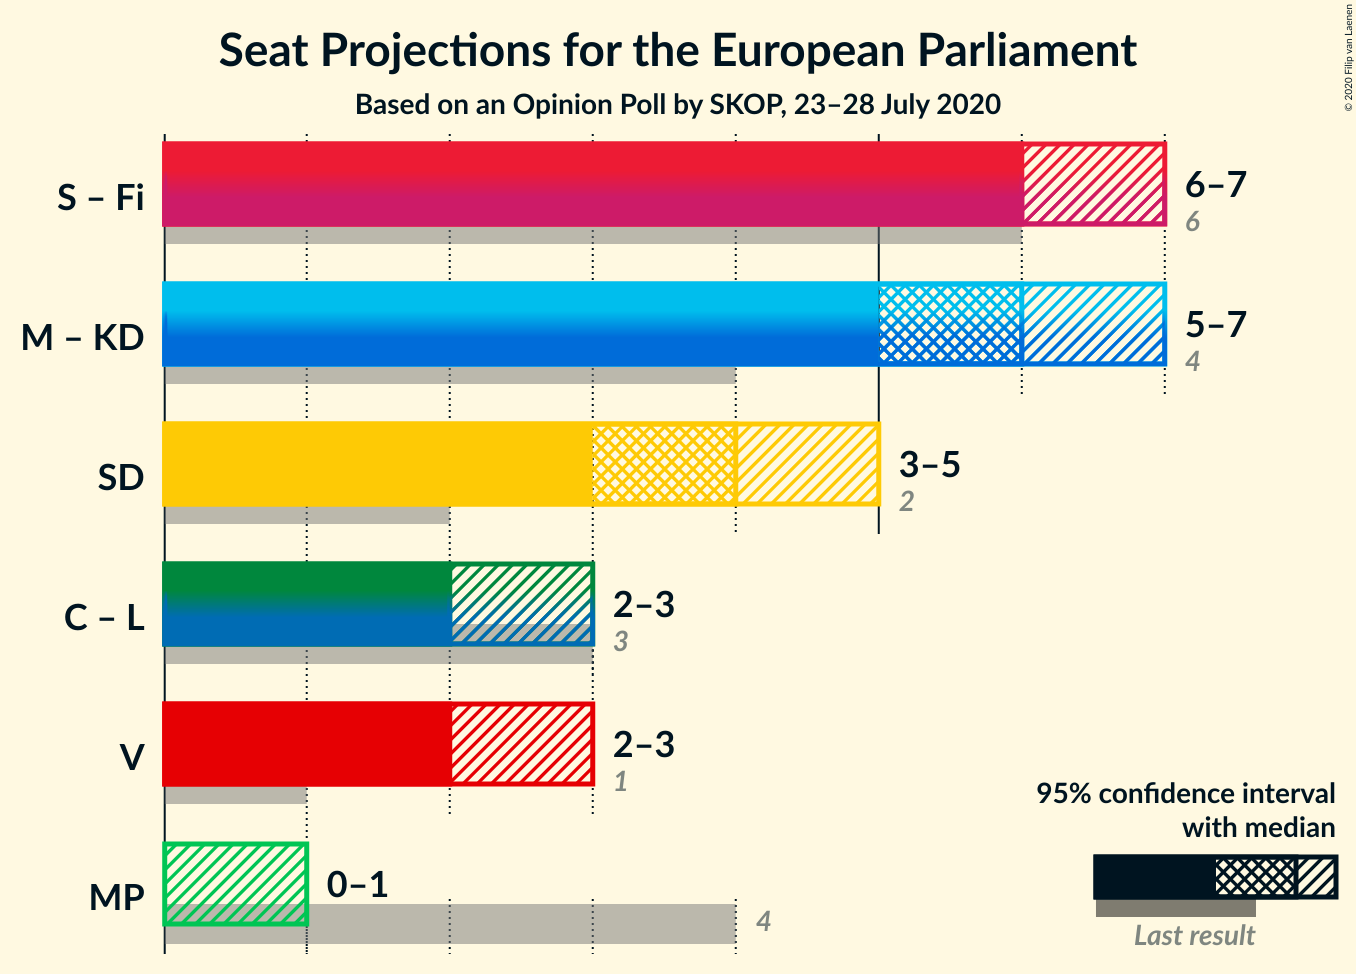 Seat Projections for the European Parliament
Based on an Opinion Poll by SKOP, 23–28 July 2020
© 2020 Filip van Laenen
S – Fi
6–7
6
M – KD
5–7
4
SD
3–5
2
C – L
2–3
3
V
2–3
1
MP
0–1
4
95% confidence interval
with median
Last result